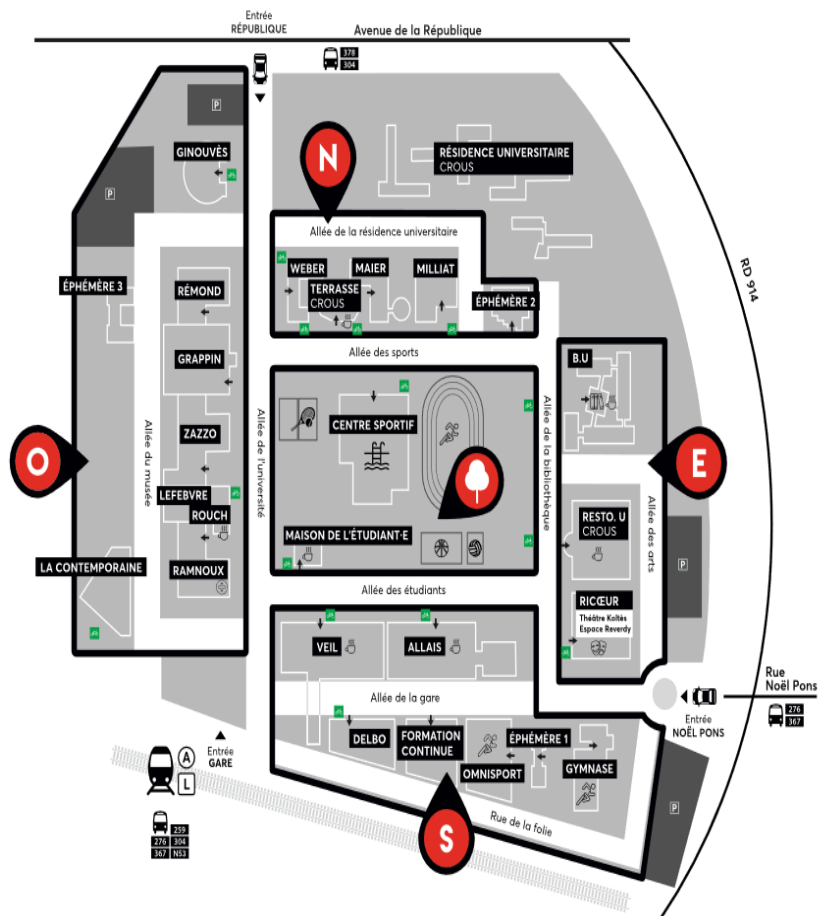 Entrée
RÉPUBLIQUE
Avenue de la République
378
304
P
GINOUVÈS
P
N
RÉSIDENCE UNIVERSITAIRE
CROUS
Allée de la résidence universitaire
WEBER
MAIER
MILLIAT
TERRASSE
CROUS
ÉPHÉMÈRE 2
RD 914
ÉPHÉMÈRE 3
RÉMOND
GRAPPIN
Allée des sports
B.U
ZAZZO
CENTRE SPORTIF
O
Allée du musée
Allée de l'université
Allée de la bibliothèque
E
LEFEBVRE
ROUCH
RESTO. U
CROUS
Allée des arts
MAISON DE L'ÉTUDIANT·E
LA CONTEMPORAINE
RAMNOUX
P
Allée des étudiants
RICŒUR
Théâtre Koltès
Espace Reverdy
VEIL
ALLAIS
Allée de la gare
Rue
Noël Pons
Entrée
NOËL PONS
276
367
DELBO
FORMATION
CONTINUE
ÉPHÉMÈRE 1
OMNISPORT
GYMNASE
Entrée
GARE
A
L
P
Rue de la folie
S
259
276 304
367 N53